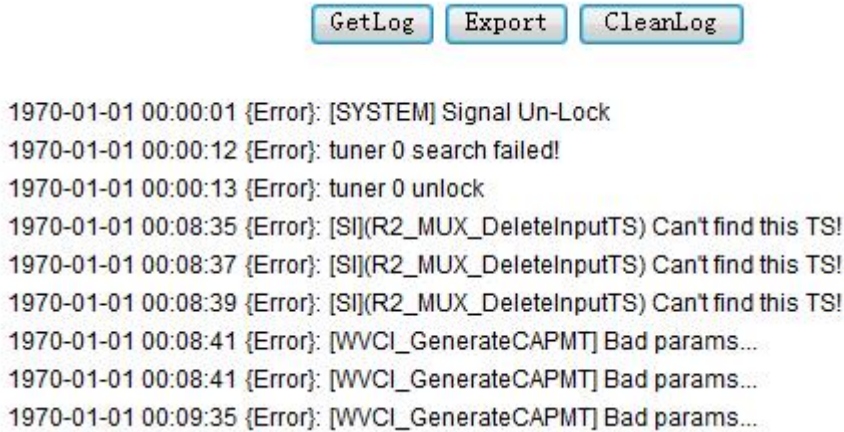 GetLog Export CleanLog
1970-01-01 00:00:01 {Error}: [SYSTEM] Signal Un-Lock
1970-01-01 00:00:12 {Error}: tuner 0 search failed!
1970-01-01 00:00:13 {Error}: tuner 0 unlock
1970-01-01 00:08:35 {Error}: [SI](R2_MUX_DeleteInputTS) Can't find this TS!
1970-01-01 00:08:37 {Error}: [SI](R2_MUX_DeleteInputTS) Can't find this TS!
1970-01-01 00:08:39 {Error}: [SI](R2_MUX_DeleteInputTS) Can't find this TS!
1970-01-01 00:08:41 {Error}: [WVCI_GenerateCAPMT] Bad params...
1970-01-01 00:08:41 {Error}: [WVCI_GenerateCAPMT] Bad params...
1970-01-01 00:09:35 {Error}: [WVCI_GenerateCAPMT] Bad params...